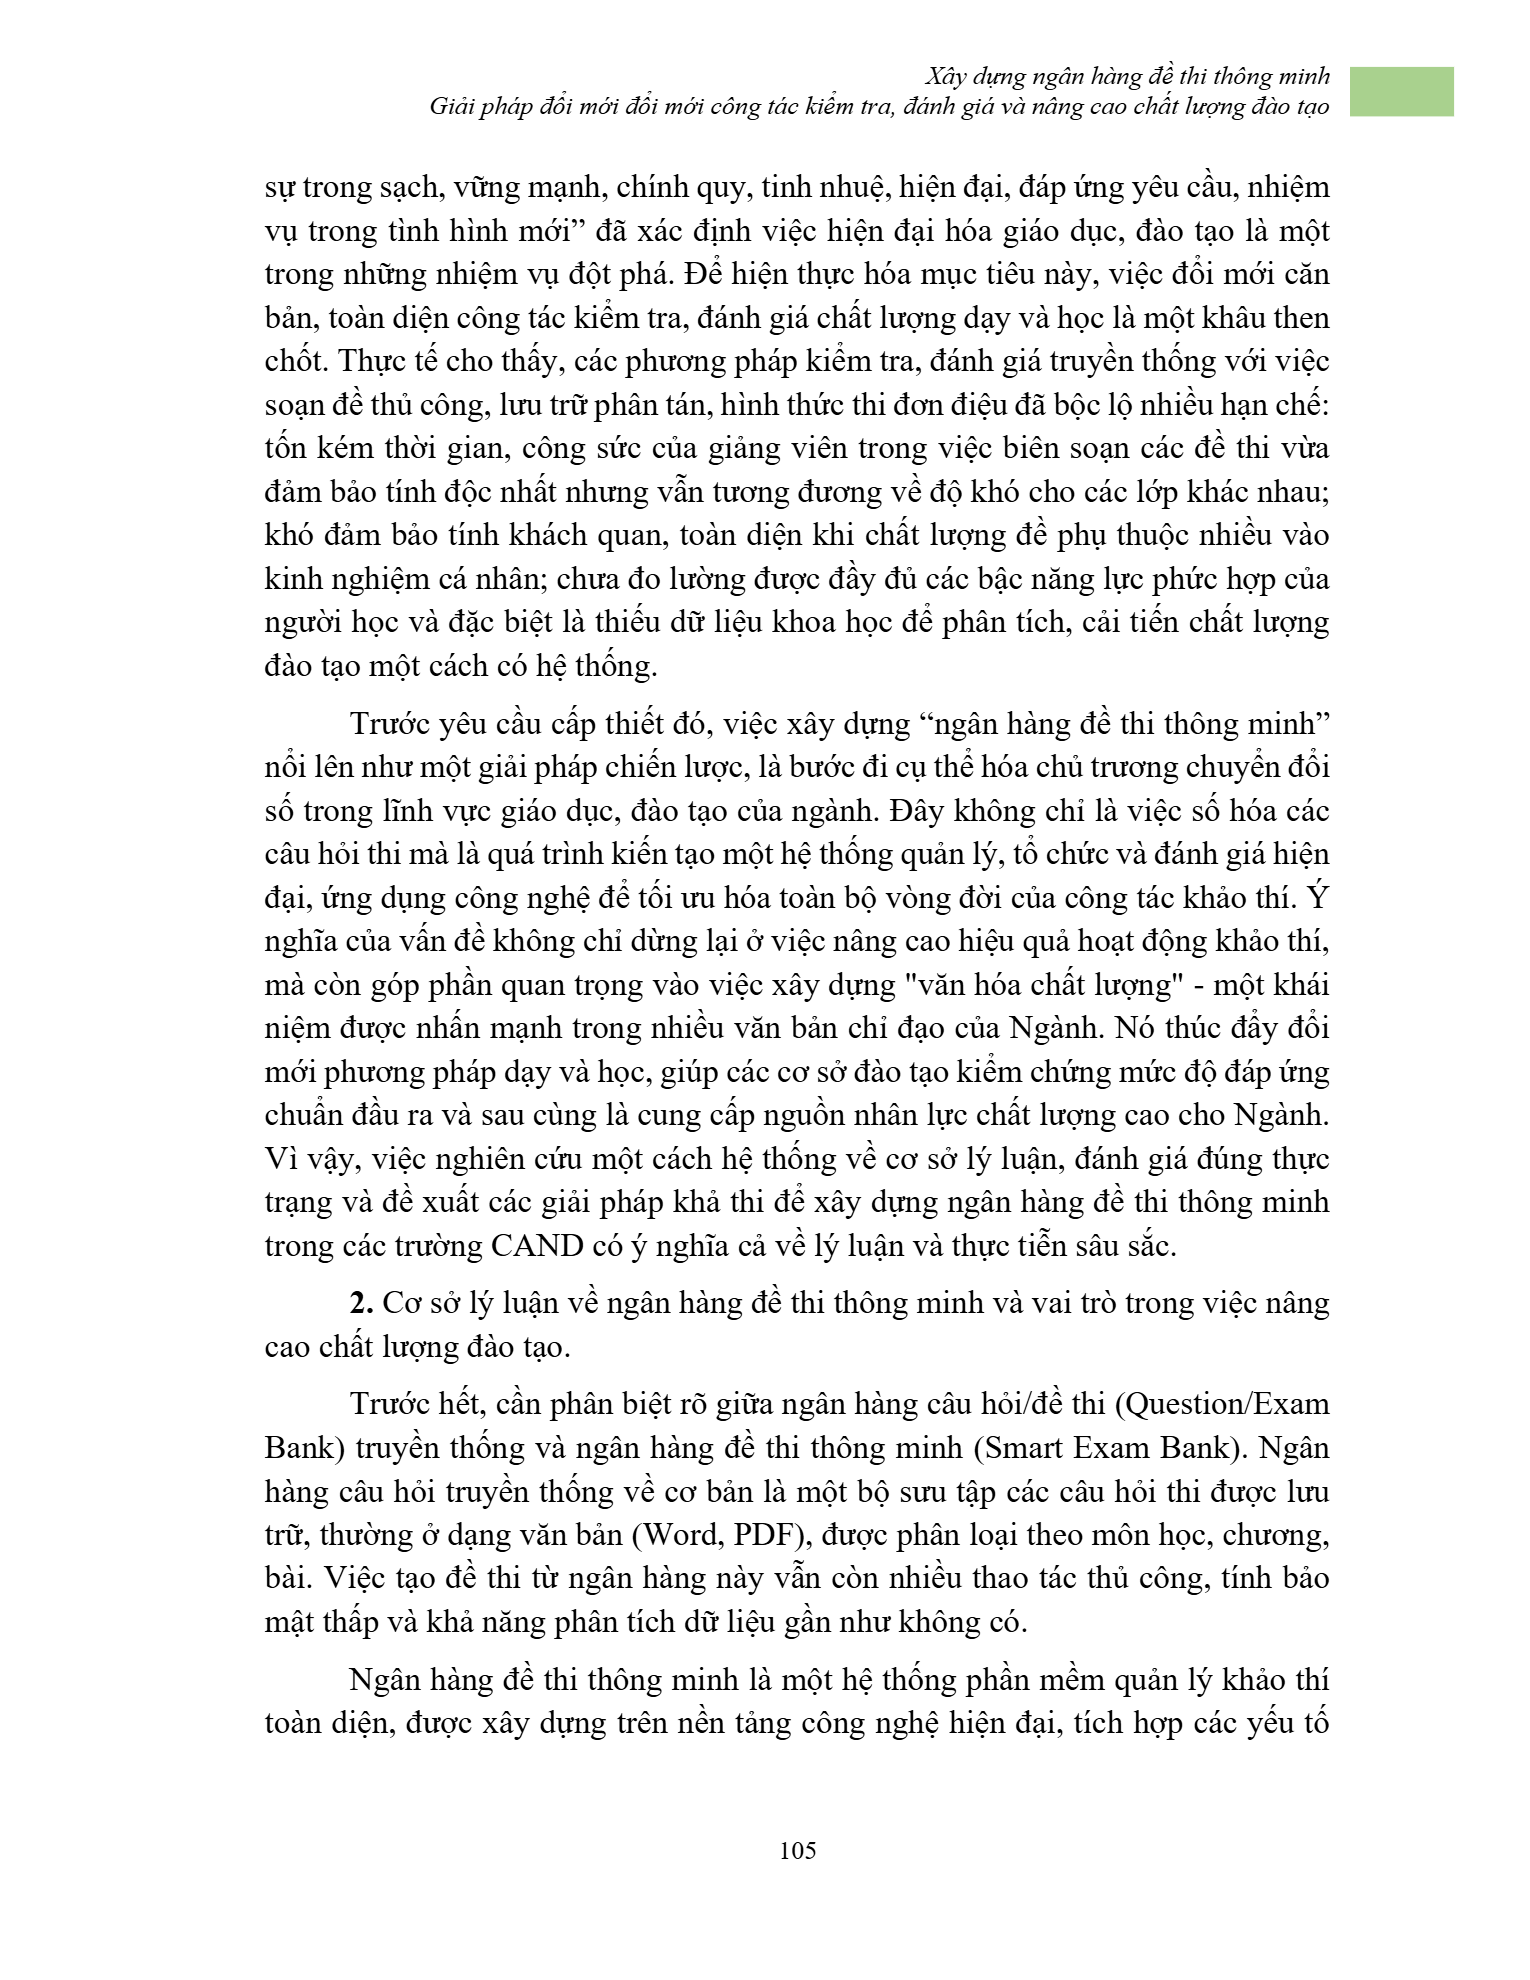 Xây dựng ngân hàng đề thi thông minh
Giải pháp đổi mới đổi mới công tác kiểm tra, đánh giá và nâng cao chất lượng đào tạo
sự trong sạch, vững mạnh, chính quy, tinh nhuệ, hiện đại, đáp ứng yêu cầu, nhiệm
vụ trong tình hình mới” đã xác định việc hiện đại hóa giáo dục, đào tạo là một
trong những nhiệm vụ đột phá. Để hiện thực hóa mục tiêu này, việc đổi mới căn
bản, toàn diện công tác kiểm tra, đánh giá chất lượng dạy và học là một khâu then
chốt. Thực tế cho thấy, các phương pháp kiểm tra, đánh giá truyền thống với việc
soạn đề thủ công, lưu trữ phân tán, hình thức thi đơn điệu đã bộc lộ nhiều hạn chế:
tốn kém thời gian, công sức của giảng viên trong việc biên soạn các đề thi vừa
đảm bảo tính độc nhất nhưng vẫn tương đương về độ khó cho các lớp khác nhau;
khó đảm bảo tính khách quan, toàn diện khi chất lượng đề phụ thuộc nhiều vào
kinh nghiệm cá nhân; chưa đo lường được đầy đủ các bậc năng lực phức hợp của
người học và đặc biệt là thiếu dữ liệu khoa học để phân tích, cải tiến chất lượng
đào tạo một cách có hệ thống.
Trước yêu cầu cấp thiết đó, việc xây dựng “ngân hàng đề thi thông minh”
nổi lên như một giải pháp chiến lược, là bước đi cụ thể hóa chủ trương chuyển đổi
số trong lĩnh vực giáo dục, đào tạo của ngành. Đây không chỉ là việc số hóa các
câu hỏi thi mà là quá trình kiến tạo một hệ thống quản lý, tổ chức và đánh giá hiện
đại, ứng dụng công nghệ để tối ưu hóa toàn bộ vòng đời của công tác khảo thí. Ý
nghĩa của vấn đề không chỉ dừng lại ở việc nâng cao hiệu quả hoạt động khảo thí,
mà còn góp phần quan trọng vào việc xây dựng "văn hóa chất lượng" - một khái
niệm được nhấn mạnh trong nhiều văn bản chỉ đạo của Ngành. Nó thúc đẩy đổi
mới phương pháp dạy và học, giúp các cơ sở đào tạo kiểm chứng mức độ đáp ứng
chuẩn đầu ra và sau cùng là cung cấp nguồn nhân lực chất lượng cao cho Ngành.
Vì vậy, việc nghiên cứu một cách hệ thống về cơ sở lý luận, đánh giá đúng thực
trạng và đề xuất các giải pháp khả thi để xây dựng ngân hàng đề thi thông minh
trong các trường CAND có ý nghĩa cả về lý luận và thực tiễn sâu sắc.
2. Cơ sở lý luận về ngân hàng đề thi thông minh và vai trò trong việc nâng
cao chất lượng đào tạo.
Trước hết, cần phân biệt rõ giữa ngân hàng câu hỏi/đề thi (Question/Exam
Bank) truyền thống và ngân hàng đề thi thông minh (Smart Exam Bank). Ngân
hàng câu hỏi truyền thống về cơ bản là một bộ sưu tập các câu hỏi thi được lưu
trữ, thường ở dạng văn bản (Word, PDF), được phân loại theo môn học, chương,
bài. Việc tạo đề thi từ ngân hàng này vẫn còn nhiều thao tác thủ công, tính bảo
mật thấp và khả năng phân tích dữ liệu gần như không có.
Ngân hàng đề thi thông minh là một hệ thống phần mềm quản lý khảo thí
toàn diện, được xây dựng trên nền tảng công nghệ hiện đại, tích hợp các yếu tố
105